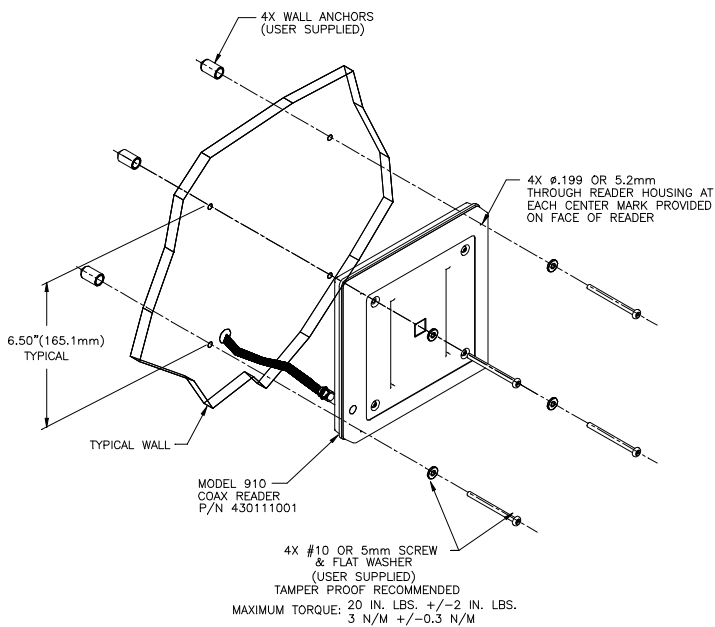 4X WALL ANCHORS
(USER SUPPLIED)
4X ø.199 OR 5.2mm
THROUGH READER HOUSING AT
EACH CENTER MARK PROVIDED
ON FACE OF READER
6.50"(165.1mm)
TYPICAL
TYPICAL WALL
MODEL 910
COAX READER
P/N 430111001
4X #10 OR 5mm SCREW
& FLAT WASHER
(USER SUPPLIED)
TAMPER PROOF RECOMMENDED
MAXIMUM TORQUE: 20 IN. LBS. +/-2 IN. LBS.
3 N/M +/-0.3 N/M